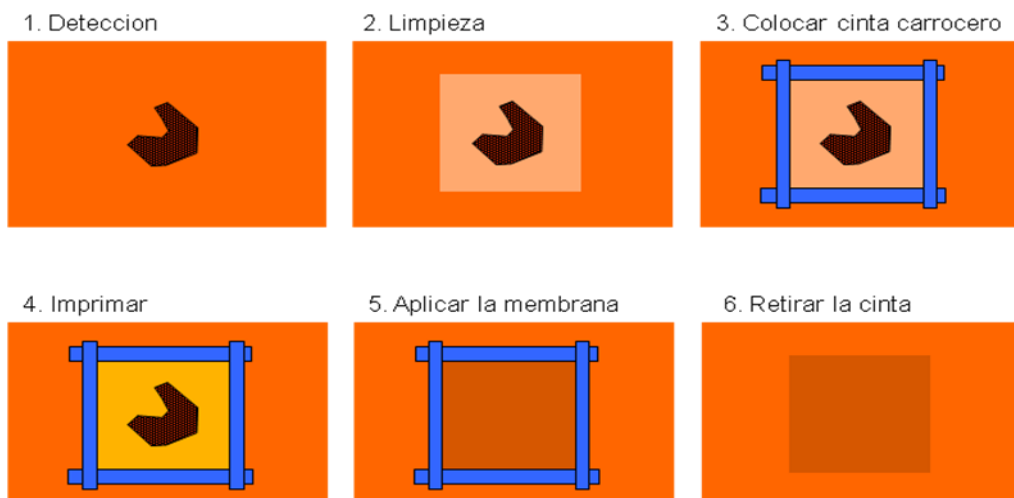 1. Deteccion
2. Limpieza
3. Colocar cinta carrocero
4. Imprimar
5. Aplicar la membrana
6. Retirar la cinta